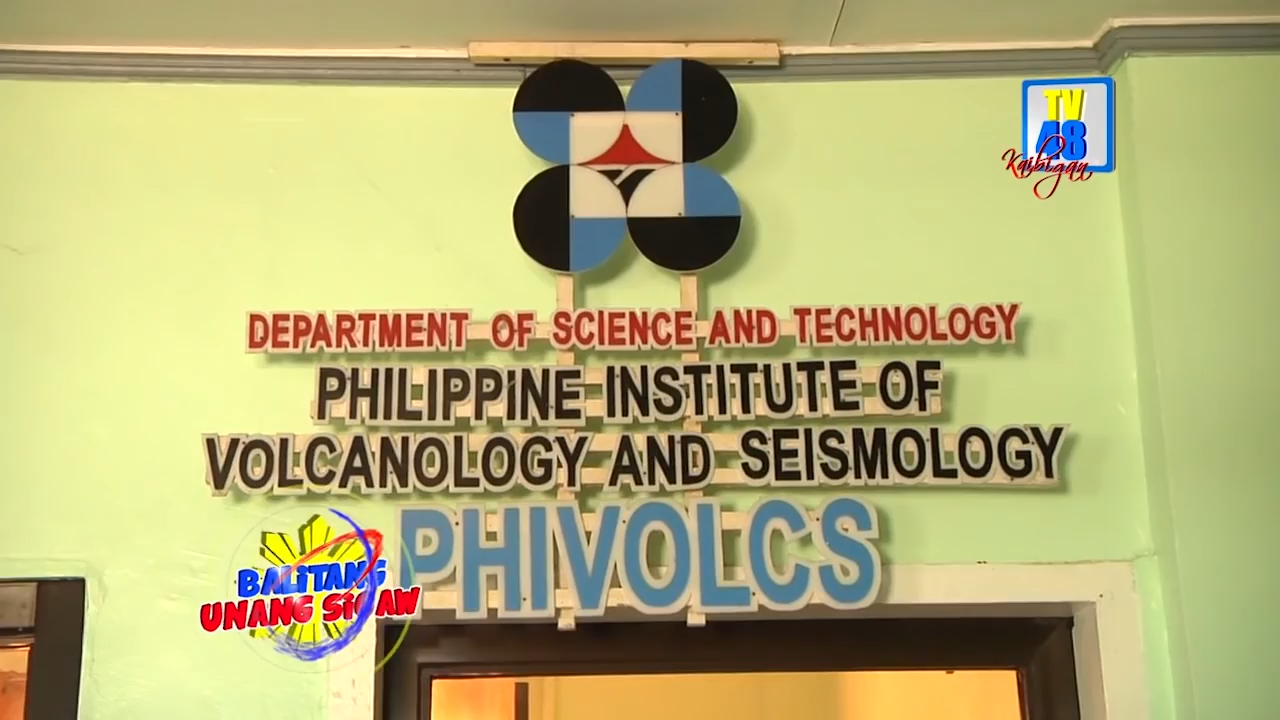 TV
48
Kaibigan
DEPARTMENT OF SCIENCE AND TECHNOLOGY
PHILIPPINE INSTITUTE OF
VOLCANOLOGY AND SEISMOLOGY
PHIVOLCS
BALITANG
UNANG SIGAW